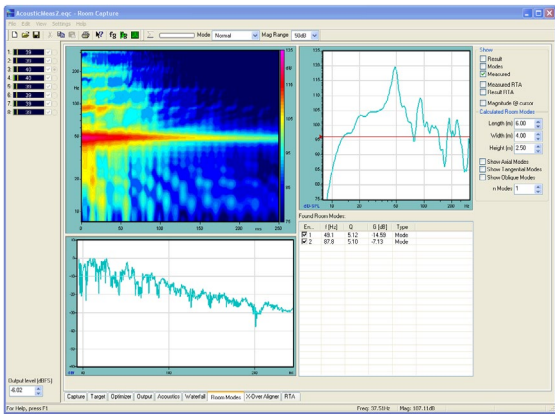 AcousticMeas2.eqc - Room Capture
File Edit View Settings Help
Mode Normal Mag Range 50dB
Show
Result
Modes
Measured
Measured RTA
Result RTA
Magnitude @ cursor
Calculated Room Modes
Length (m) 6.00
Width (m) 4.00
Height (m) 2.50
Show Axial Modes
Show Tangential Modes
Show Oblique Modes
n Modes 1
Found Room Modes:
En... f [Hz] Q G [dB] Type
1 49.1 5.12 -14.59 Mode
2 87.8 5.10 -7.13 Mode
Output level (dBFS)
-6.02
Capture Target Optimizer Output Acoustics Waterfall Room Modes X-Over Aligner RTA
For Help, press F1
Freq: 37.51Hz Mag: 107.11dB